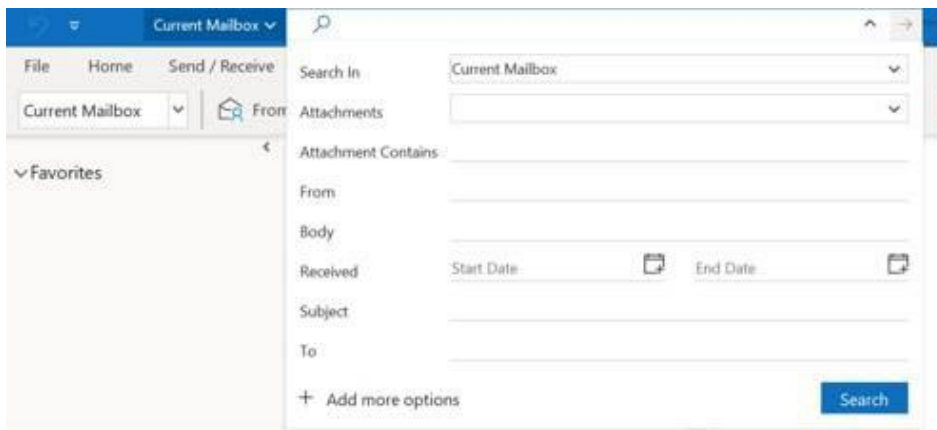 Current Mailbox
File Home Send / Receive
Current Mailbox From
Favorites
Search In Current Mailbox
Attachments
Attachment Contains
From
Body
Received Start Date End Date
Subject
To
+ Add more options Search